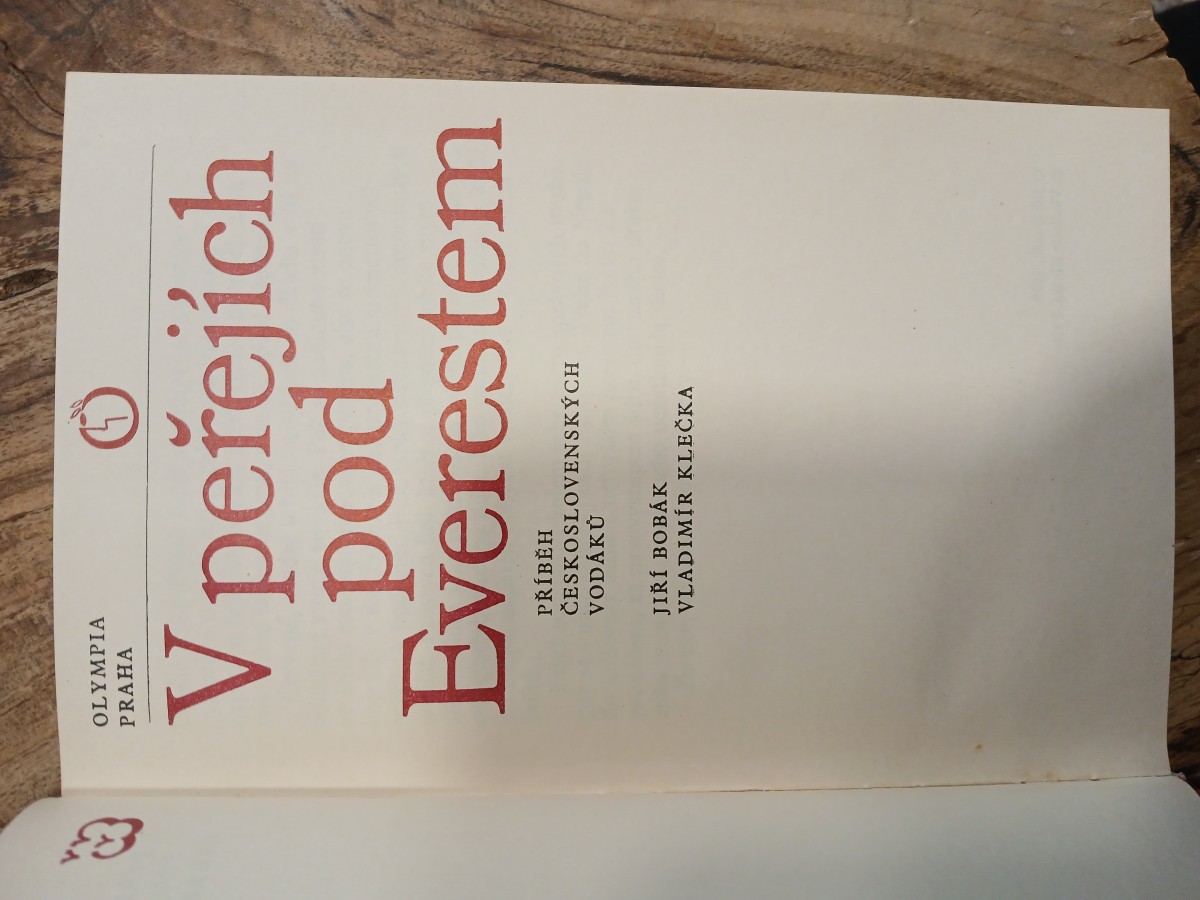 OLYMPIA
PRAHA
V peřejích
pod
Everestem
PŘÍBĚH
ČESKOSLOVENSKÝCH
VODÁKŮ
JIŘÍ BOBÁK
VLADIMÍR KLEČKA